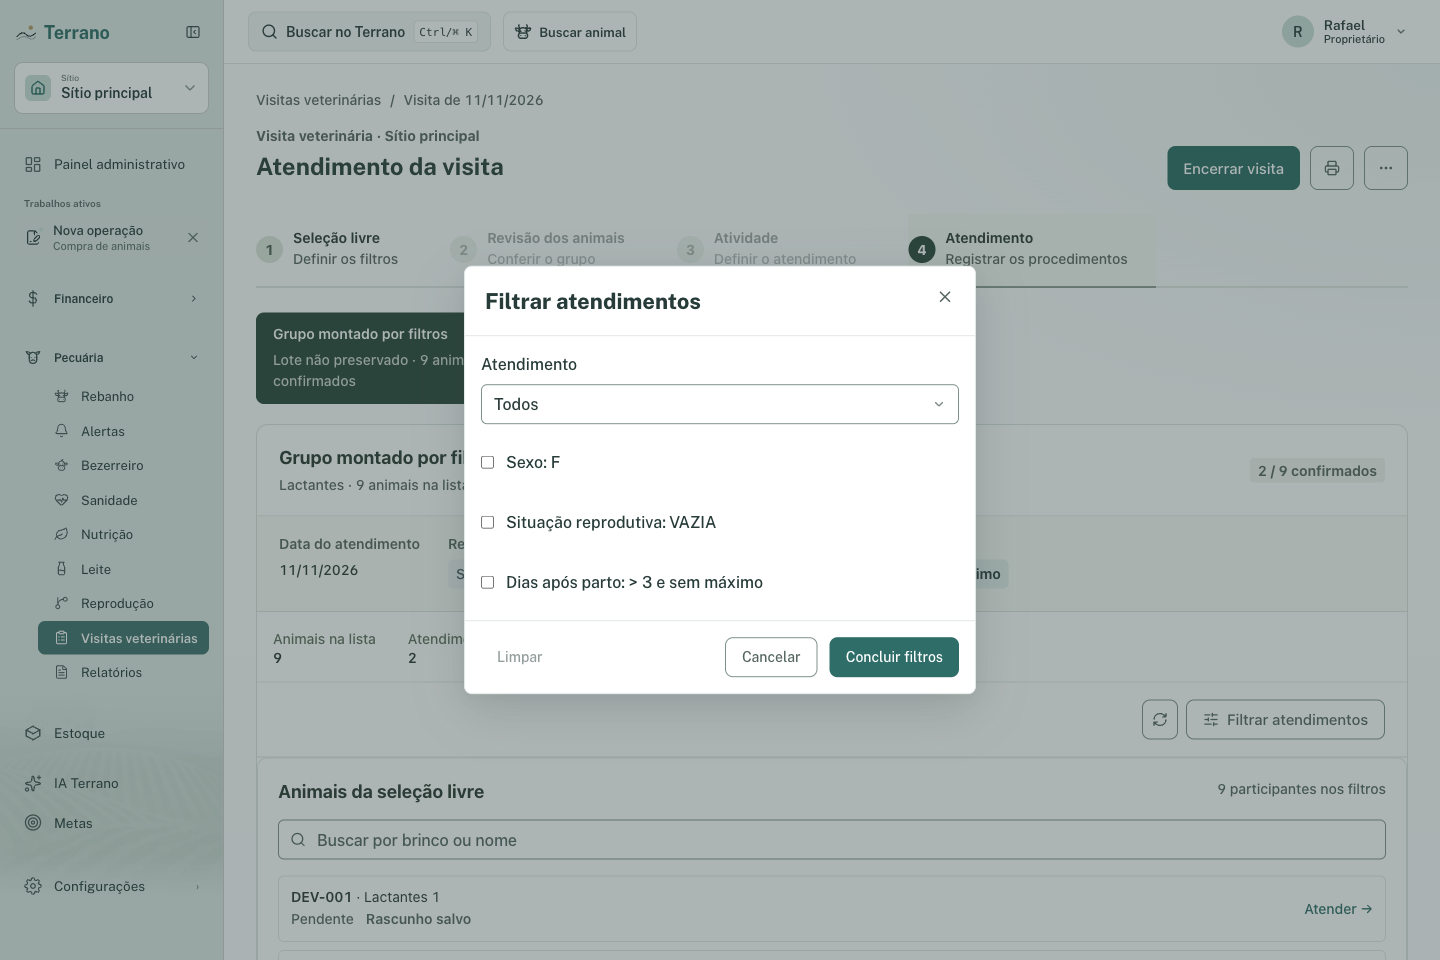 Terrano
Sítio
Sítio principal
Painel administrativo
Trabalhos ativos
Nova operação
Compra de animais
Financeiro
Pecuária
Rebanho
Alertas
Bezerreiro
Sanidade
Nutrição
Leite
Reprodução
Visitas veterinárias
Relatórios
Estoque
IA Terrano
Metas
Configurações
Buscar no Terrano Ctrl/⌘ K
Buscar animal
R
Rafael
Proprietário
Visitas veterinárias / Visita de 11/11/2026
Visita veterinária · Sítio principal
Atendimento da visita
Encerrar visita
1 Seleção livre
Definir os filtros
2 Revisão dos animais
Conferir o grupo
3 Atividade
Definir o atendimento
4 Atendimento
Registrar os procedimentos
Grupo montado por filtros
Lote não preservado · 9
confirmados
Grupo montado por
Lactantes · 9 animais na
2 / 9 confirmados
Data do atendimento
11/11/2026
Animais na lista
9
2
Filtrar atendimentos
Atendimento
Todos
Sexo: F
Situação reprodutiva: VAZIA
Dias após parto: > 3 e sem máximo
Limpar
Cancelar
Concluir filtros
Filtrar atendimentos
Animais da seleção livre
9 participantes nos filtros
Buscar por brinco ou nome
DEV-001 · Lactantes 1
Pendente Rascunho salvo
Atender →